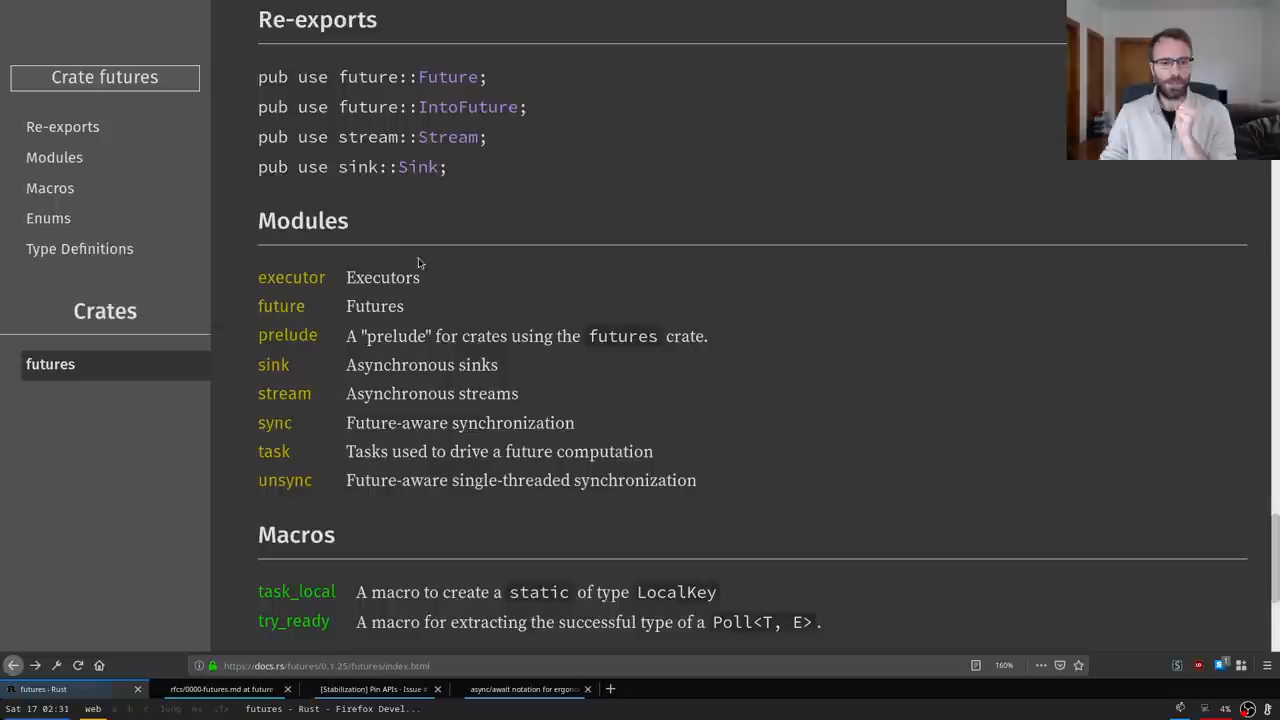 Re-exports
Crate futures
pub use future::Future;
Re-exports
pub use future::IntoFuture;
Modules
pub use stream::Stream;
Macros
pub use sink::Sink;
Enums
Modules
Type Definitions
executor Executors
Crates
future Futures
prelude A "prelude" for crates using the futures crate.
futures
sink Asynchronous sinks
stream Asynchronous streams
sync Future-aware synchronization
task Tasks used to drive a future computation
unsync Future-aware single-threaded synchronization
Macros
task_local A macro to create a static of type LocalKey
try_ready A macro for extracting the successful type of a Poll<T, E>.
https://docs.rs/futures/0.1.25/futures/index.html 160%
futures - Rust rfcs/0000-futures.md at future [Stabilization] Pin APIs · Issue # async/await notation for ergono
Sat 17 02:31 web futures - Rust - Firefox Devel... 4%